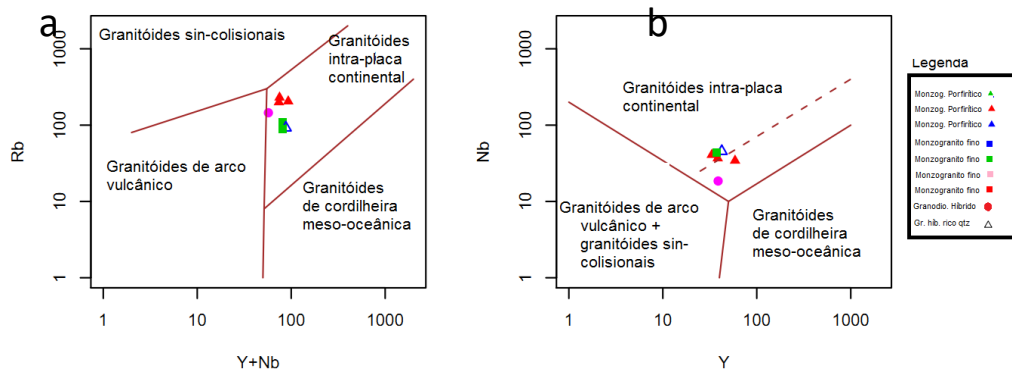 a
Granitóides sin-colisionais
Granitóides
intra-placa
continental
Granitóides de arco
vulcânico
Granitóides
de cordilheira
meso-oceânica
Rb
1
10
100
1000
1
10
100
1000
Y+Nb
b
Granitóides intra-placa
continental
Granitóides de arco
vulcânico +
granitóides sin-
colisionais
Granitóides
de cordilheira
meso-oceânica
Nb
1
10
100
1000
1
10
100
1000
Y
Legenda
Monzog. Porfirítico
Monzog. Porfirítico
Monzog. Porfirítico
Monzogranito fino
Monzogranito fino
Monzogranito fino
Monzogranito fino
Granodio. Híbrido
Gr. hib. rico qtz